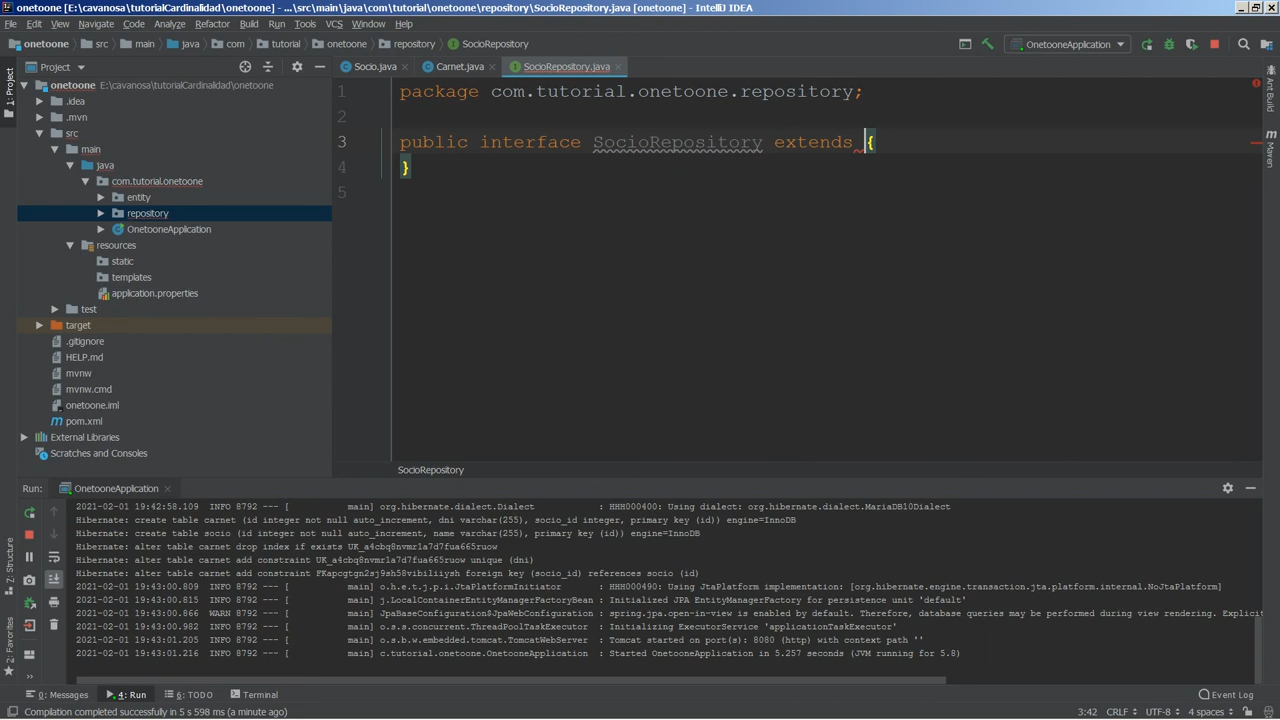 onetoone [E:\cavanosa\tutorialCardinalidad\onetoone] - ...\src\main\java\com\tutorial\onetoone\repository\SocioRepository.java [onetoone] - IntelliJ IDEA
File Edit View Navigate Code Analyze Refactor Build Run Tools VCS Window Help
onetoone src main java com tutorial onetoone repository SocioRepository OnetooneApplication
Project Socio.java Carnet.java SocioRepository.java
1: Project
Ant Build
Maven
onetoone E:\cavanosa\tutorialCardinalidad\onetoone
.idea
.mvn
src
main
java
com.tutorial.onetoone
entity
repository
OnetooneApplication
resources
static
templates
application.properties
test
target
.gitignore
HELP.md
mvnw
mvnw.cmd
onetoone.iml
pom.xml
External Libraries
Scratches and Consoles
1 package com.tutorial.onetoone.repository;
2
3 public interface SocioRepository extends {
4 }
5
SocioRepository
Run: OnetooneApplication
2021-02-01 19:42:58.109 INFO 8792 --- [ main] org.hibernate.dialect.Dialect : HHH000400: Using dialect: org.hibernate.dialect.MariaDB10Dialect
Hibernate: create table carnet (id integer not null auto_increment, dni varchar(255), socio_id integer, primary key (id)) engine=InnoDB
Hibernate: create table socio (id integer not null auto_increment, name varchar(255), primary key (id)) engine=InnoDB
Hibernate: alter table carnet drop index if exists UK_a4cbq8nvmr1a7d7fua665ruow
Hibernate: alter table carnet add constraint UK_a4cbq8nvmr1a7d7fua665ruow unique (dni)
Hibernate: alter table carnet add constraint FKapcgtgn2sj9sh58vibiliiysh foreign key (socio_id) references socio (id)
2021-02-01 19:43:00.809 INFO 8792 --- [ main] o.h.e.t.j.p.i.JtaPlatformInitiator : HHH000490: Using JtaPlatform implementation: [org.hibernate.engine.transaction.jta.platform.internal.NoJtaPlatform]
2021-02-01 19:43:00.815 INFO 8792 --- [ main] j.LocalContainerEntityManagerFactoryBean : Initialized JPA EntityManagerFactory for persistence unit 'default'
2021-02-01 19:43:00.866 WARN 8792 --- [ main] JpaBaseConfiguration$JpaWebConfiguration : spring.jpa.open-in-view is enabled by default. Therefore, database queries may be performed during view rendering. Explicit
2021-02-01 19:43:00.982 INFO 8792 --- [ main] o.s.s.concurrent.ThreadPoolTaskExecutor : Initializing ExecutorService 'applicationTaskExecutor'
2021-02-01 19:43:01.205 INFO 8792 --- [ main] o.s.b.w.embedded.tomcat.TomcatWebServer : Tomcat started on port(s): 8080 (http) with context path ''
2021-02-01 19:43:01.216 INFO 8792 --- [ main] c.tutorial.onetoone.OnetooneApplication : Started OnetooneApplication in 5.257 seconds (JVM running for 5.8)
Z: Structure
2: Favorites
0: Messages 4: Run 6: TODO Terminal Event Log
Compilation completed successfully in 5 s 598 ms (a minute ago) 3:42 CRLF UTF-8 4 spaces